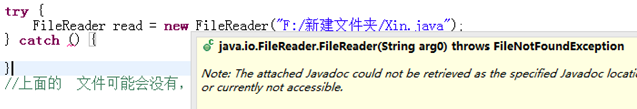 try {
FileReader read = new FileReader("F:/新建文件夹/Xin.java");
} catch () {
java.io.FileReader.FileReader(String arg0) throws FileNotFoundException
}
Note: The attached Javadoc could not be retrieved as the specified Javadoc locati
//上面的 文件可能会没有,
or currently not accessible.